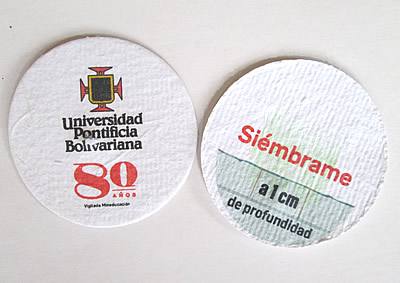 Universidad
Pontificia
Bolivariana
80
AÑOS
Vigilada Mineducación
Siémbrame
a 1 cm
de profundidad